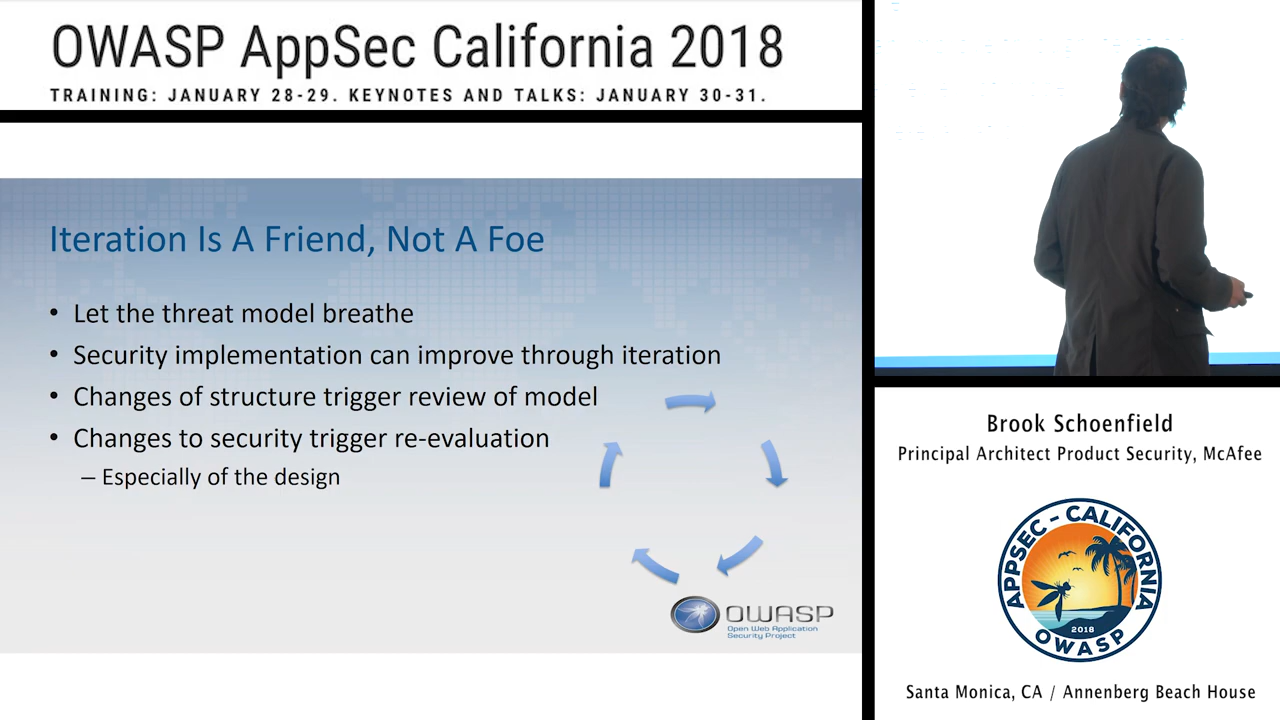 OWASP AppSec California 2018
TRAINING: JANUARY 28-29. KEYNOTES AND TALKS: JANUARY 30-31.
Iteration Is A Friend, Not A Foe
• Let the threat model breathe
• Security implementation can improve through iteration
• Changes of structure trigger review of model
• Changes to security trigger re-evaluation
– Especially of the design
OWASP
Open Web Application
Security Project
Brook Schoenfield
Principal Architect Product Security, McAfee
APPSEC - CALIFORNIA
2018
OWASP
Santa Monica, CA / Annenberg Beach House